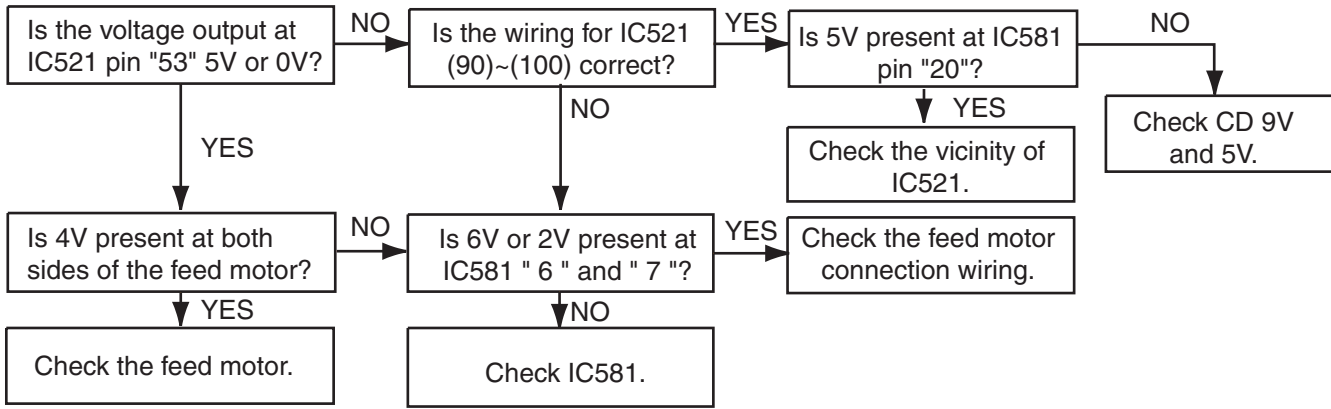 Is the voltage output at
IC521 pin "53" 5V or 0V?
NO
Is the wiring for IC521
(90)~(100) correct?
YES
Is 5V present at IC581
pin "20"?
NO
YES
NO
YES
Check the vicinity of
IC521.
Check CD 9V
and 5V.
Is 4V present at both
sides of the feed motor?
NO
Is 6V or 2V present at
IC581 " 6 " and " 7 "?
YES
Check the feed motor
connection wiring.
YES
NO
Check the feed motor.
Check IC581.